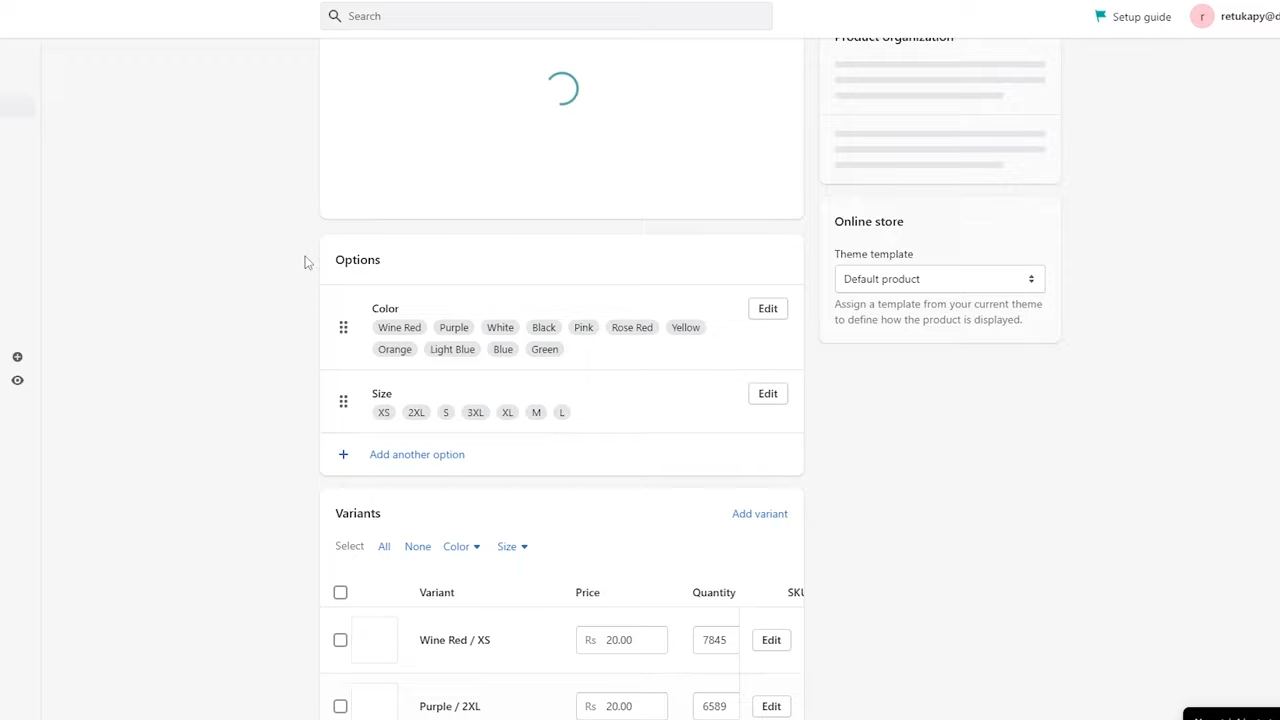 Search
Setup guide
r
retukapy@d
Product organization
Options
Color
Edit
Wine Red Purple White Black Pink Rose Red Yellow
Orange Light Blue Blue Green
Size
Edit
XS 2XL S 3XL XL M L
Add another option
Online store
Theme template
Default product
Assign a template from your current theme
to define how the product is displayed.
Variants
Add variant
Select All None Color Size
Variant Price Quantity SKU
Wine Red / XS Rs 20.00 7845 Edit
Purple / 2XL Rs 20.00 6589 Edit